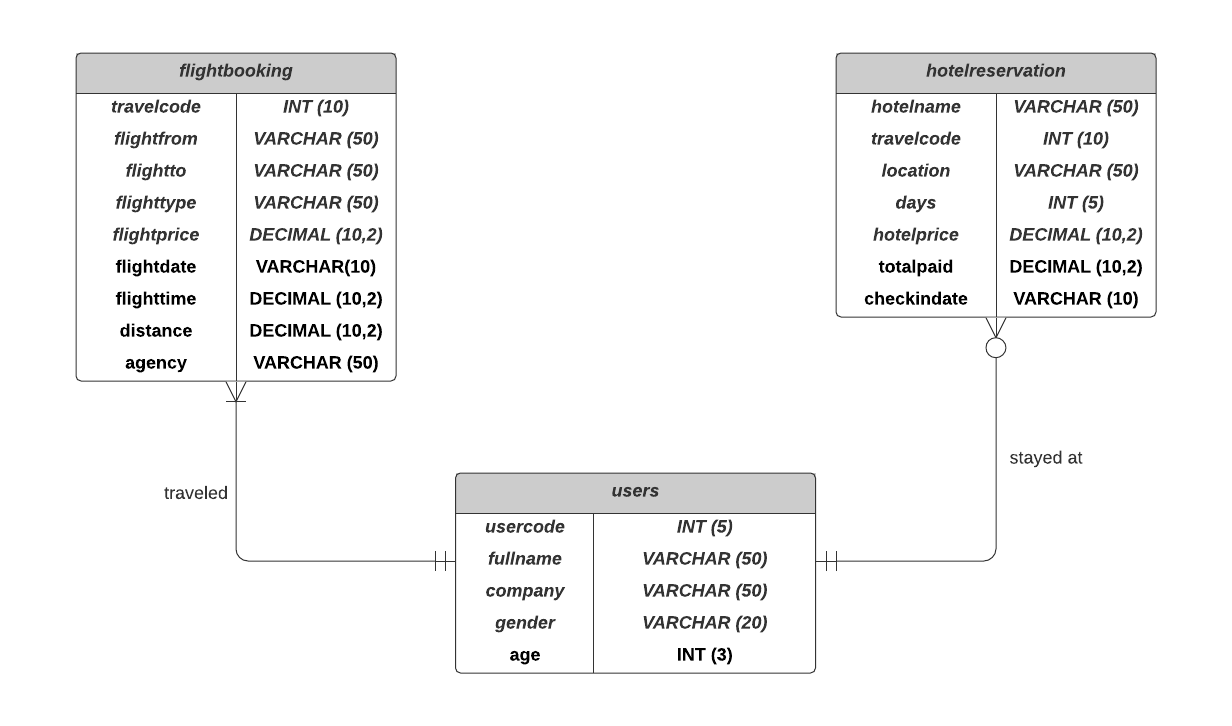 flightbooking
travelcode INT (10)
flightfrom VARCHAR (50)
flightto VARCHAR (50)
flighttype VARCHAR (50)
flightprice DECIMAL (10,2)
flightdate VARCHAR(10)
flighttime DECIMAL (10,2)
distance DECIMAL (10,2)
agency VARCHAR (50)
hotelreservation
hotelname VARCHAR (50)
travelcode INT (10)
location VARCHAR (50)
days INT (5)
hotelprice DECIMAL (10,2)
totalpaid DECIMAL (10,2)
checkindate VARCHAR (10)
traveled
stayed at
users
usercode INT (5)
fullname VARCHAR (50)
company VARCHAR (50)
gender VARCHAR (20)
age INT (3)